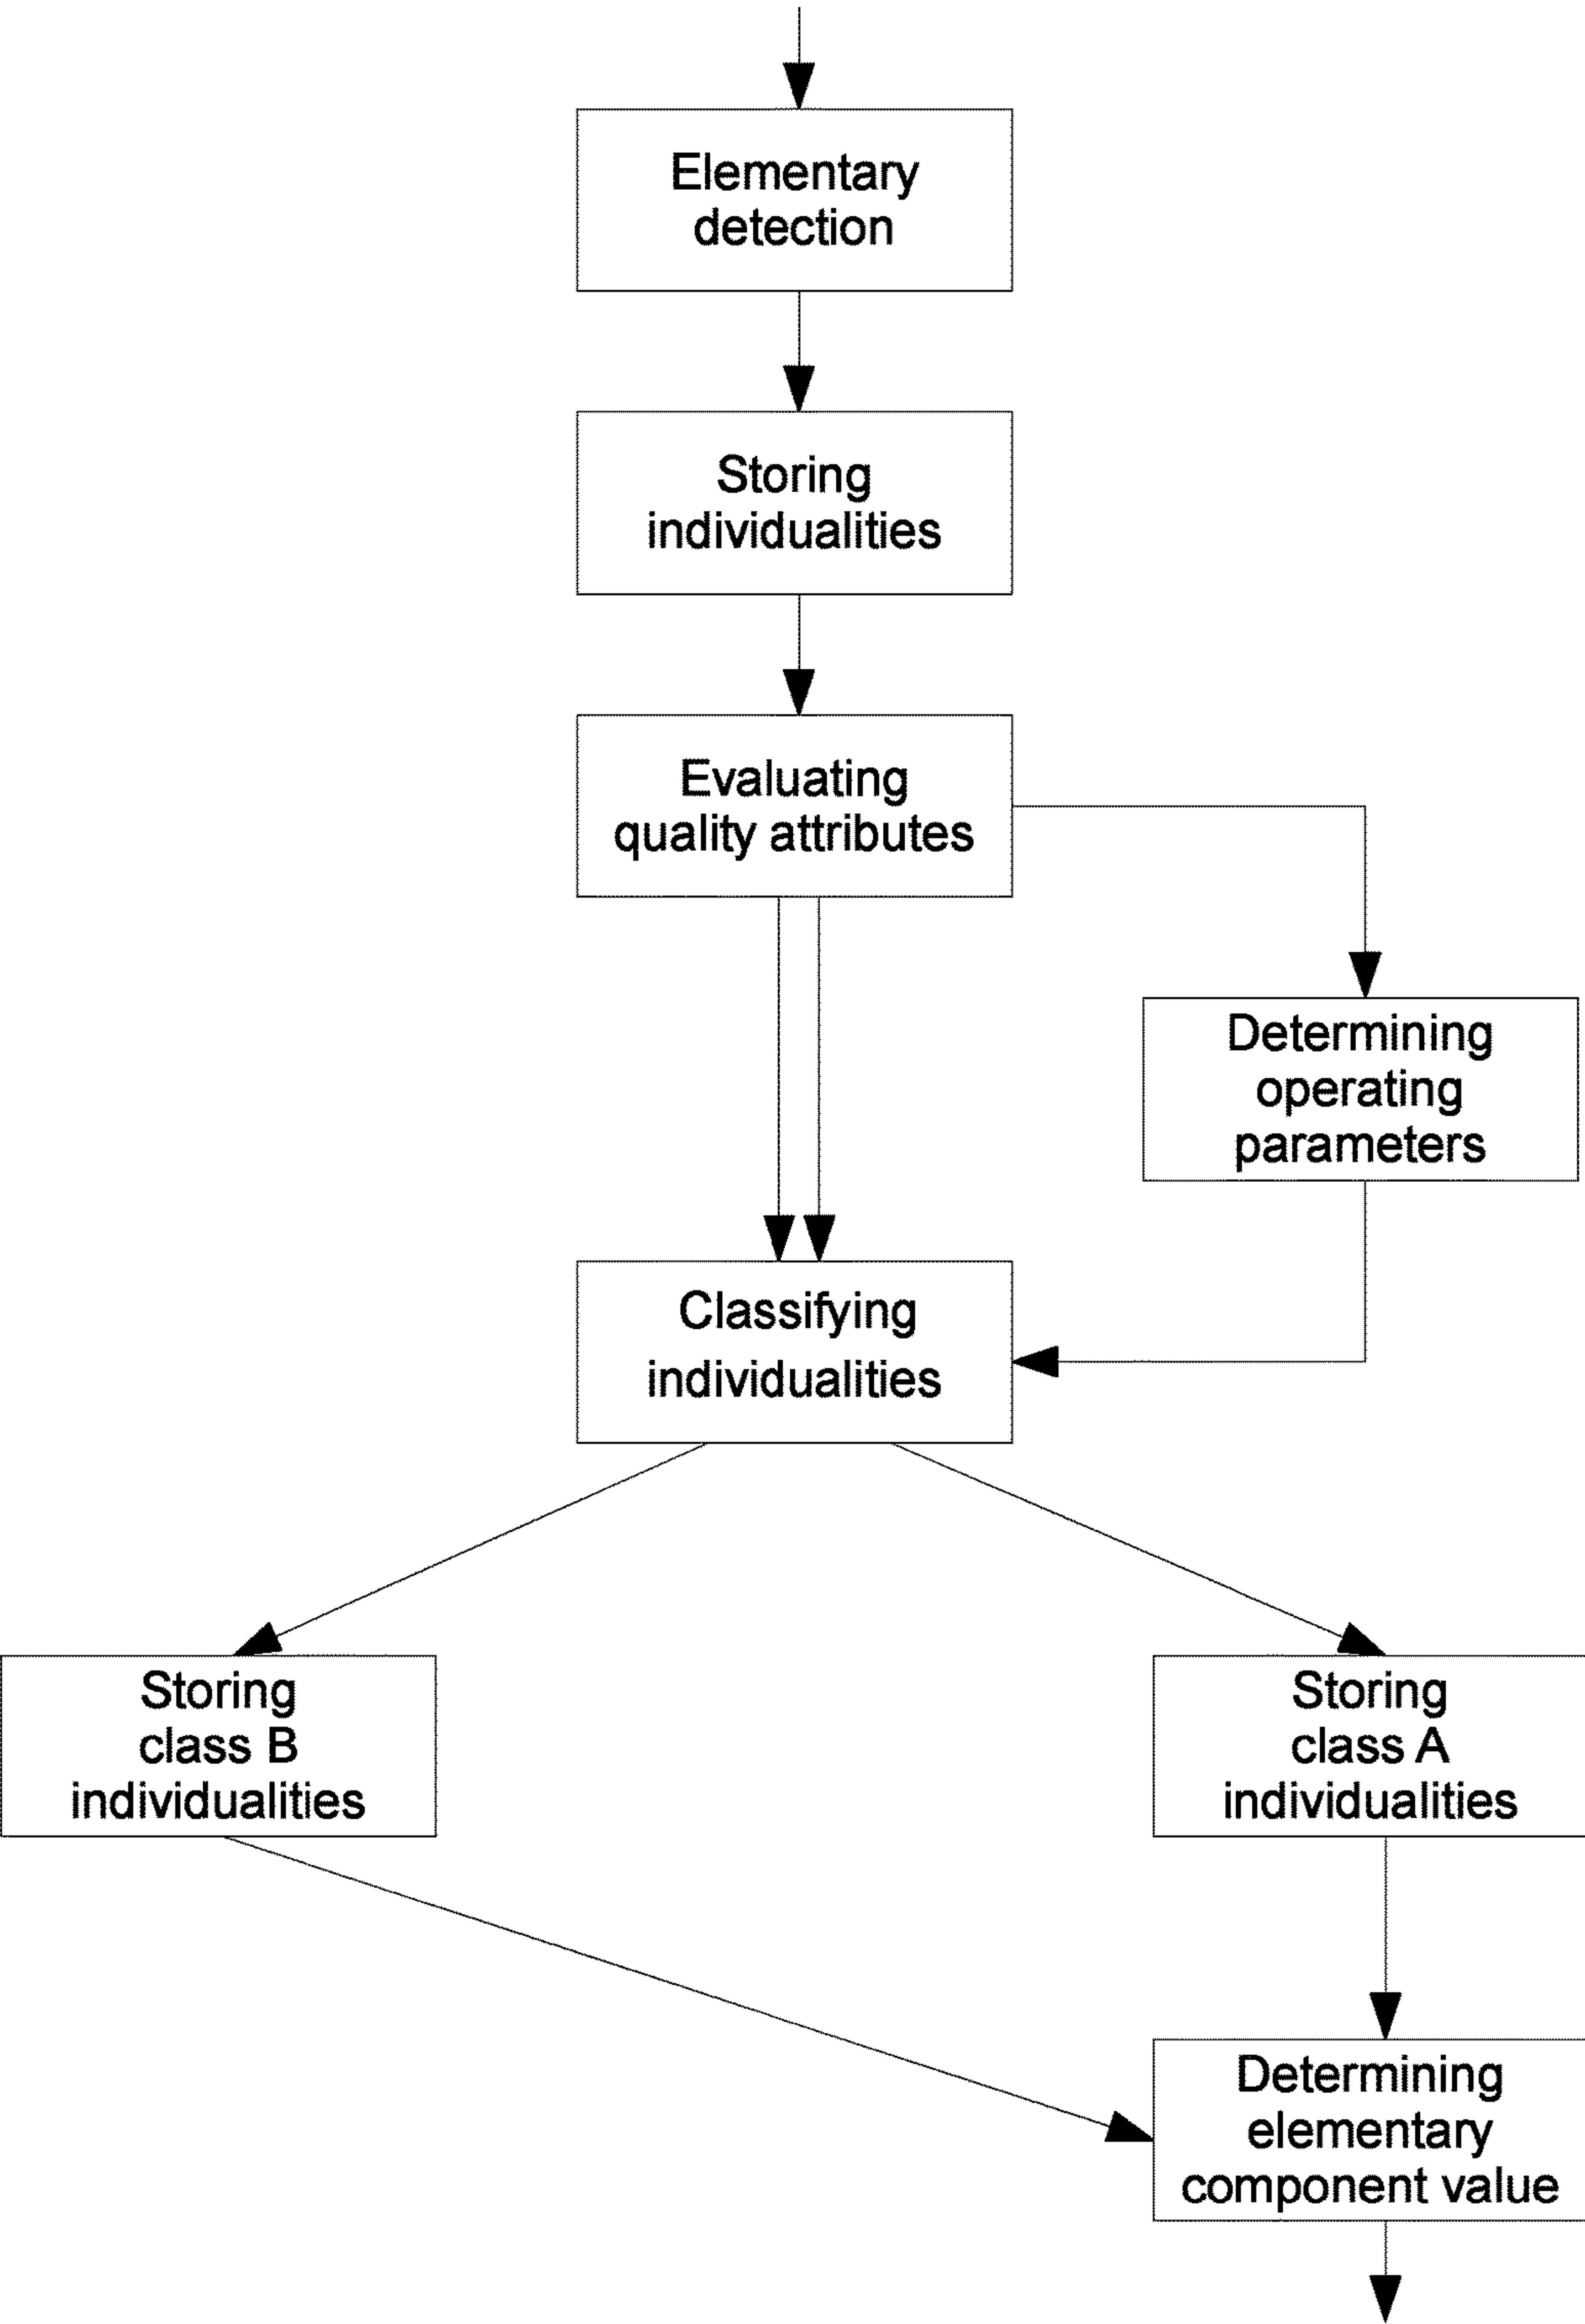 Elementary
detection
Storing
individualities
Evaluating
quality attributes
Determining
operating
parameters
Classifying
individualities
Storing
class B
individualities
Storing
class A
individualities
Determining
elementary
component value